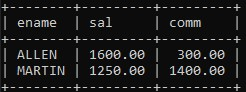 +--------+---------+---------+
| ename  | sal     | comm    |
+--------+---------+---------+
| ALLEN  | 1600.00 |  300.00 |
| MARTIN | 1250.00 | 1400.00 |
+--------+---------+---------+